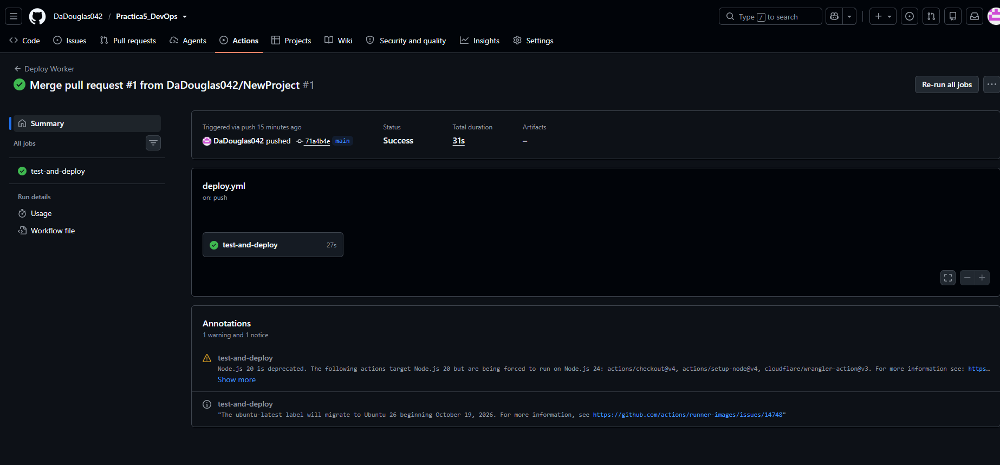 DaDouglas042 / Practica5_DevOps
Type / to search
Code
Issues
Pull requests
Agents
Actions
Projects
Wiki
Security and quality
Insights
Settings
Deploy Worker
Merge pull request #1 from DaDouglas042/NewProject #1
Re-run all jobs
Summary
All jobs
test-and-deploy
Run details
Usage
Workflow file
Triggered via push 15 minutes ago
DaDouglas042 pushed 71a4b4e main
Status
Success
Total duration
31s
Artifacts
–
deploy.yml
on: push
test-and-deploy 27s
Annotations
1 warning and 1 notice
test-and-deploy
Node.js 20 is deprecated. The following actions target Node.js 20 but are being forced to run on Node.js 24: actions/checkout@v4, actions/setup-node@v4, cloudflare/wrangler-action@v3. For more information see: https…
Show more
test-and-deploy
"The ubuntu-latest label will migrate to Ubuntu 26 beginning October 19, 2026. For more information, see https://github.com/actions/runner-images/issues/14748"